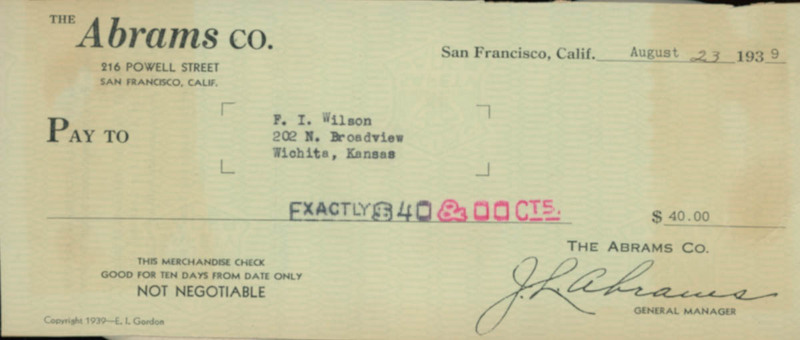 THE
Abrams CO.
216 POWELL STREET
SAN FRANCISCO, CALIF.
San Francisco, Calif. August 23 1939
PAY TO
F. I. Wilson
202 N. Broadview
Wichita, Kansas
EXACTLY $40 & 00 CTS.
$ 40.00
THE ABRAMS CO.
THIS MERCHANDISE CHECK
GOOD FOR TEN DAYS FROM DATE ONLY
NOT NEGOTIABLE
J. L. Abrams
GENERAL MANAGER
Copyright 1939—E. I. Gordon